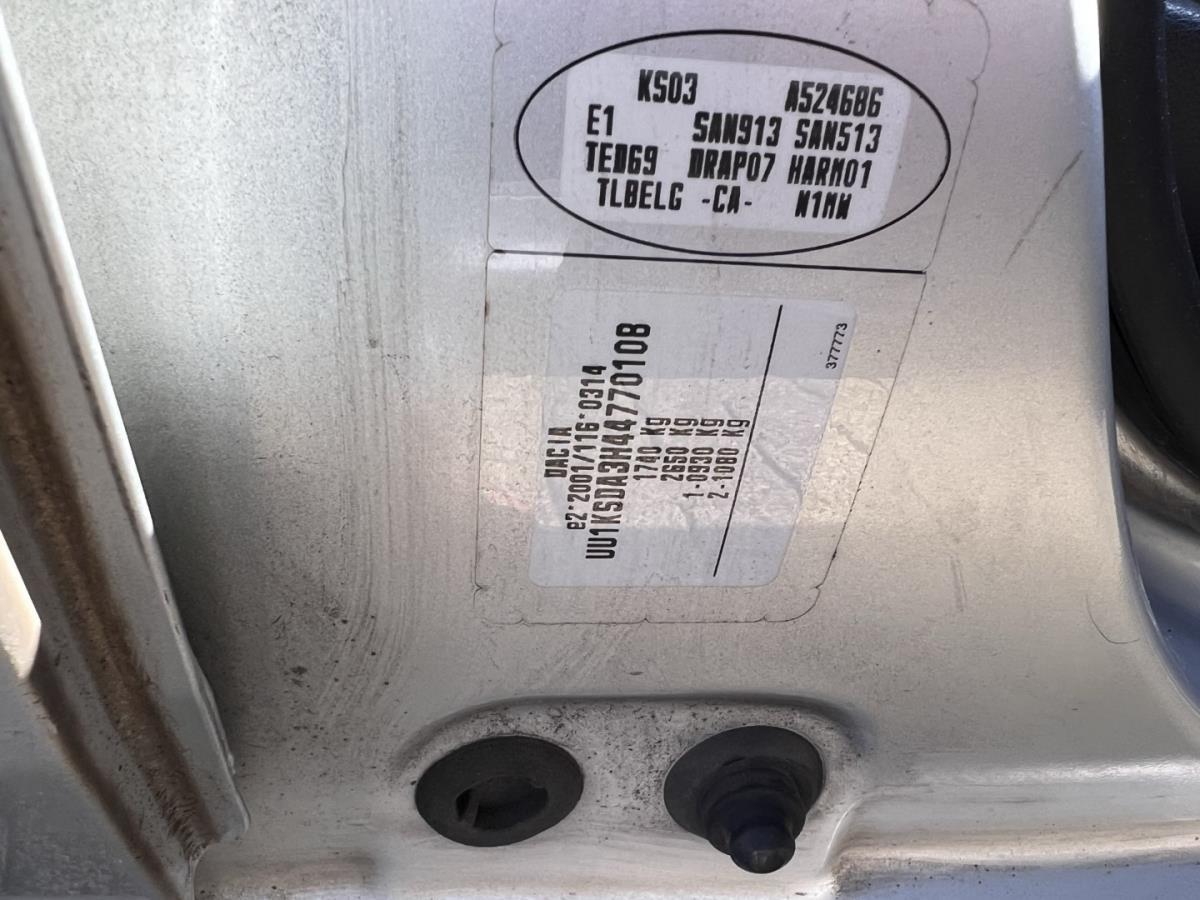 KS03 A524686
E1 SAN913 SAN513
TED69 DRAP07 HARM01
TLBELG -CA- W1MW
DACIA
e2*2001/116*0314
UU1KSDA3H44770108
1740 Kg
2650 Kg
1-0930 Kg
2-1080 Kg
377773